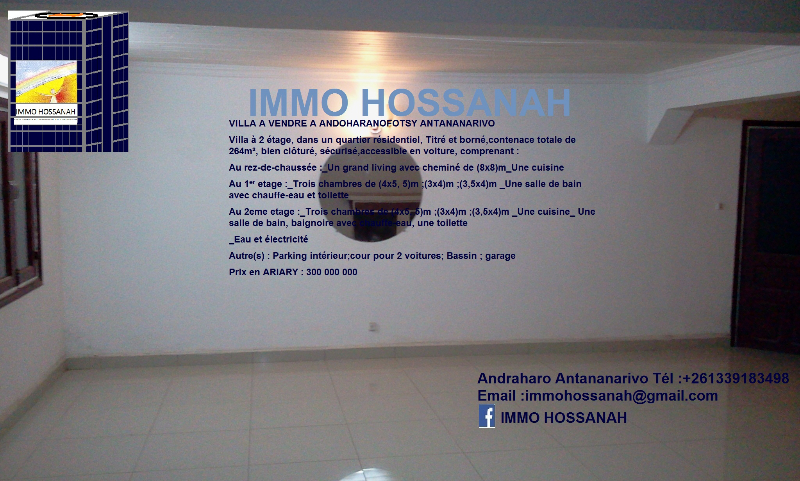 IMMO HOSSANAH
IMMO HOSSANAH
VILLA A VENDRE A ANDOHARANOFOTSY ANTANANARIVO
Villa à 2 étage, dans un quartier résidentiel, Titré et borné,contenace totale de
264m², bien clôturé, sécurisé,accessible en voiture, comprenant :
Au rez-de-chaussée :_Un grand living avec cheminé de (8x8)m_Une cuisine
Au 1er etage :_Trois chambres de (4x5, 5)m ;(3x4)m ;(3,5x4)m _Une salle de bain
avec chauffe-eau et toilette
Au 2eme etage :_Trois chambres de (4x5, 5)m ;(3x4)m ;(3,5x4)m _Une cuisine_ Une
salle de bain, baignoire avec chauffe-eau, une toilette
_Eau et électricité
Autre(s) : Parking intérieur;cour pour 2 voitures; Bassin ; garage
Prix en ARIARY : 300 000 000
Andraharo Antananarivo Tél :+261339183498
Email :immohossanah@gmail.com
f IMMO HOSSANAH